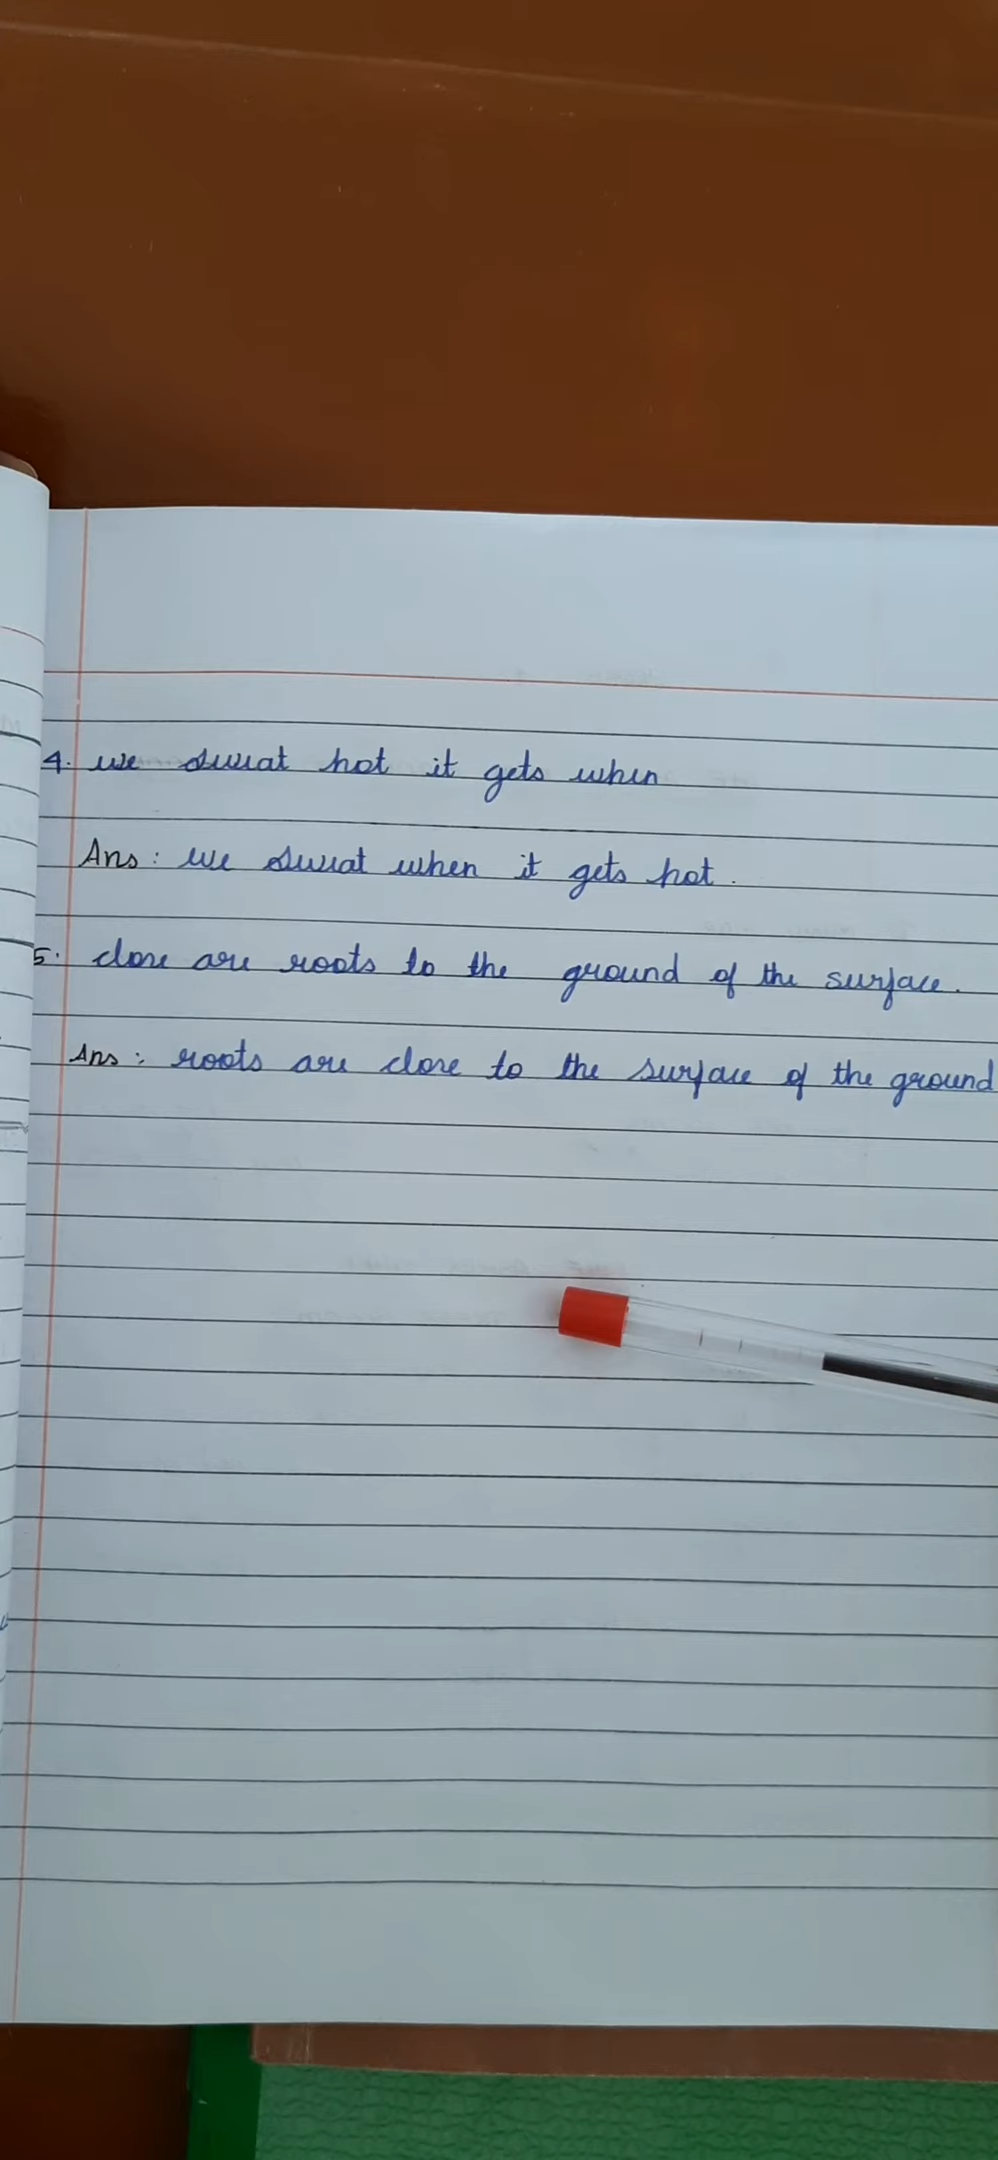 4. we sweat hot it gets when
Ans: we sweat when it gets hot.
5. close are roots to the ground of the surface.
Ans: roots are close to the surface of the ground